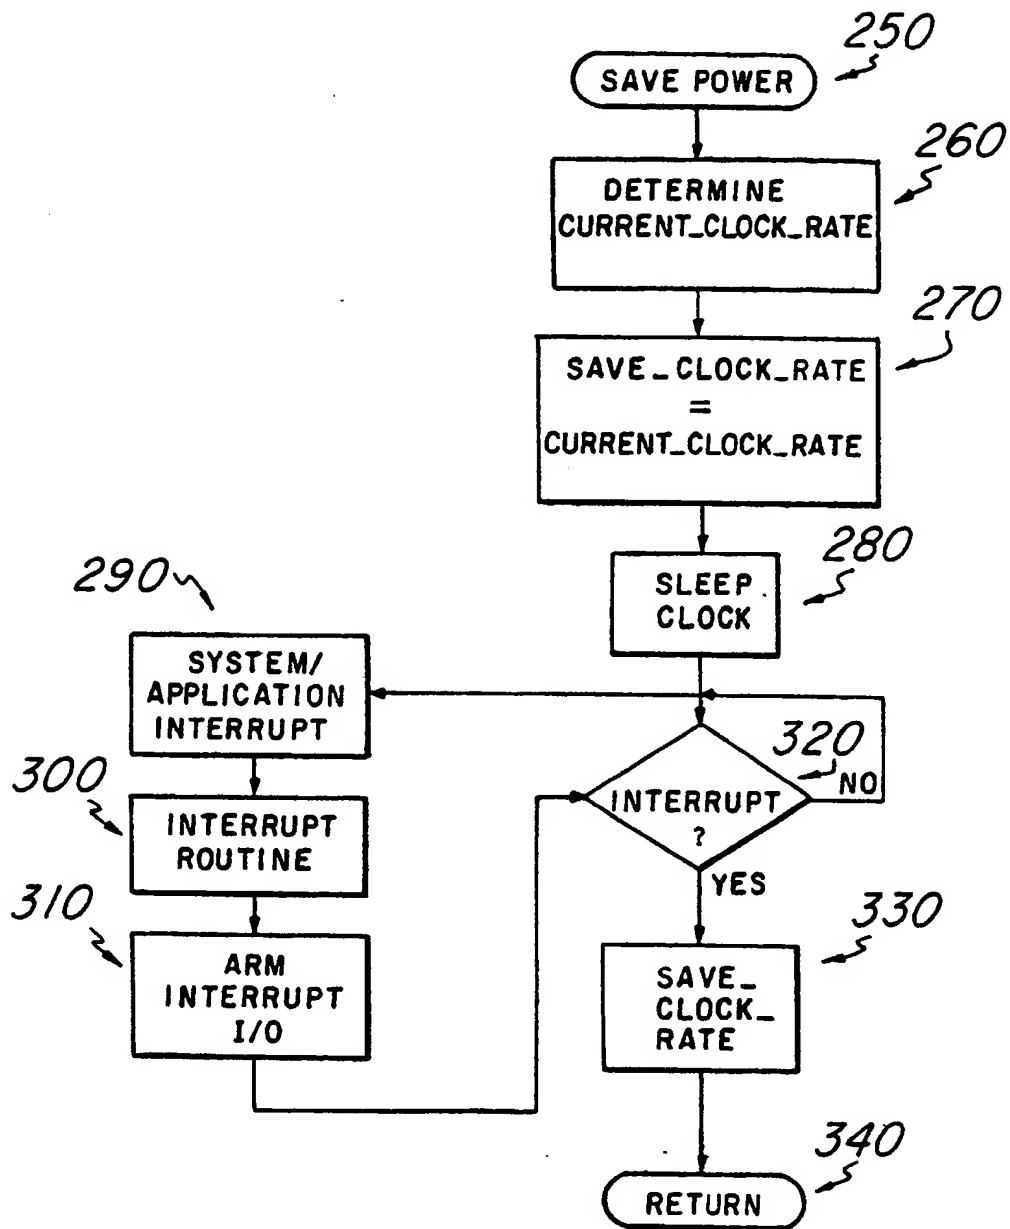 250
SAVE POWER
260
DETERMINE
CURRENT_CLOCK_RATE
270
SAVE_CLOCK_RATE
=
CURRENT_CLOCK_RATE
280
SLEEP
CLOCK
290
SYSTEM/
APPLICATION
INTERRUPT
300
INTERRUPT
ROUTINE
310
ARM
INTERRUPT
I/O
320
NO
INTERRUPT
?
YES
330
SAVE_
CLOCK_
RATE
340
RETURN